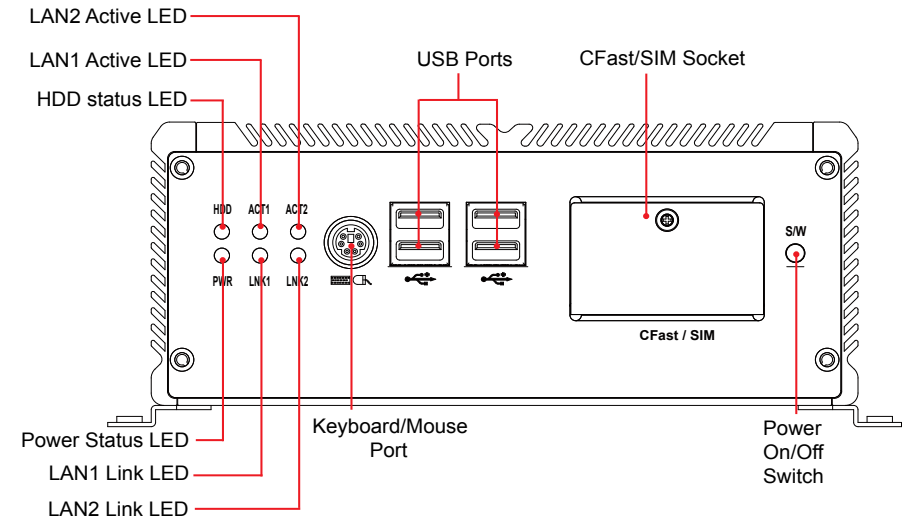 LAN2 Active LED
LAN1 Active LED
HDD status LED
USB Ports
CFast/SIM Socket
HDD
ACT1
ACT2
PWR
LNK1
LNK2
S/W
CFast / SIM
Power Status LED
LAN1 Link LED
LAN2 Link LED
Keyboard/Mouse
Port
Power
On/Off
Switch